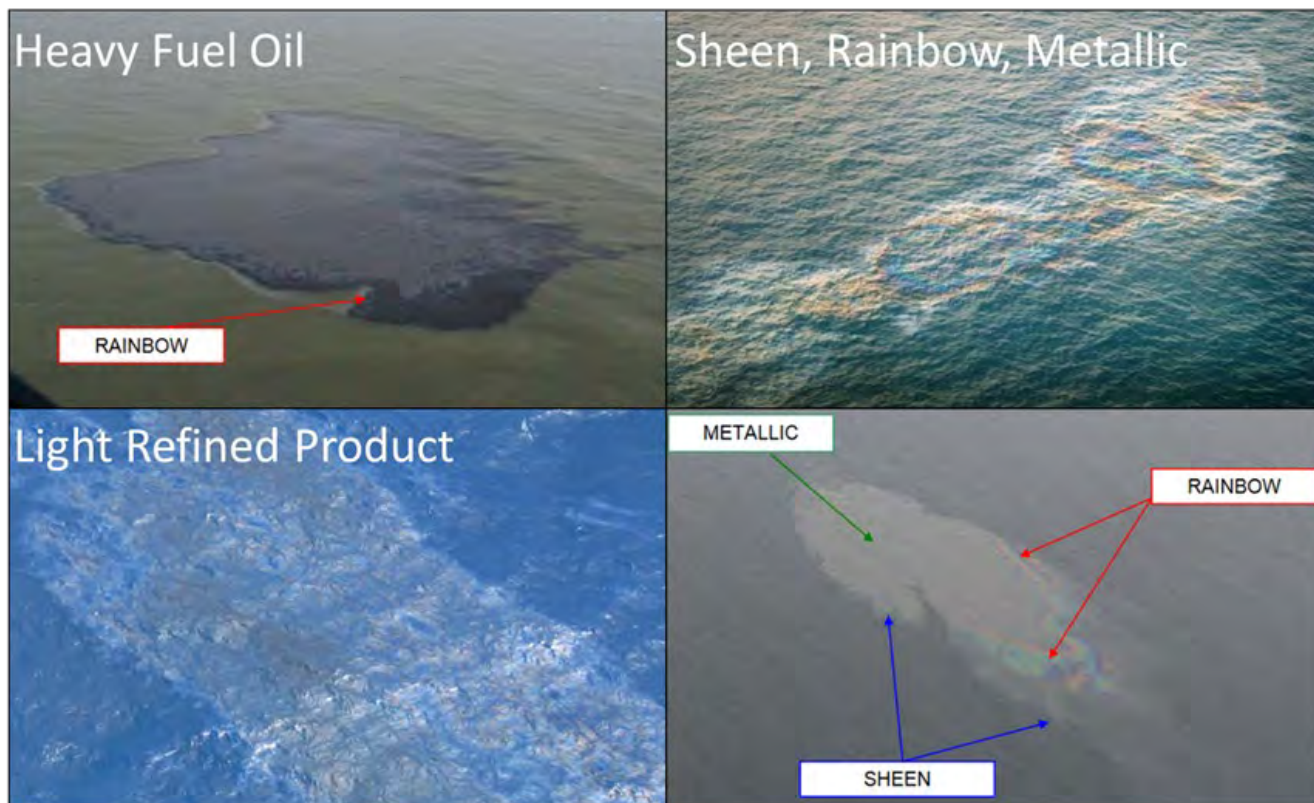 Heavy Fuel Oil
RAINBOW
Sheen, Rainbow, Metallic
Light Refined Product
METALLIC
RAINBOW
SHEEN